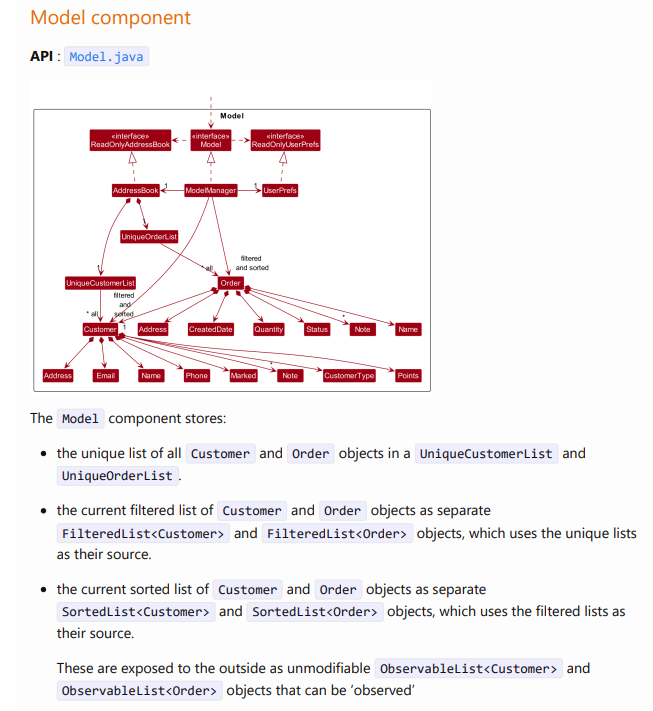 Model component
API : Model.java
Model
«interface»
ReadOnlyAddressBook
«interface»
Model
«interface»
ReadOnlyUserPrefs
AddressBook
1
ModelManager
1
UserPrefs
1
UniqueOrderList
filtered
and sorted
* all
1
UniqueCustomerList
Order
filtered
and
sorted
* all
1
*
Customer
Address
CreatedDate
Quantity
Status
Note
Name
*
Address
Email
Name
Phone
Marked
Note
CustomerType
Points
The Model component stores:
the unique list of all Customer and Order objects in a UniqueCustomerList and
UniqueOrderList .
the current filtered list of Customer and Order objects as separate
FilteredList<Customer> and FilteredList<Order> objects, which uses the unique lists
as their source.
the current sorted list of Customer and Order objects as separate
SortedList<Customer> and SortedList<Order> objects, which uses the filtered lists as
their source.
These are exposed to the outside as unmodifiable ObservableList<Customer> and
ObservableList<Order> objects that can be ‘observed’